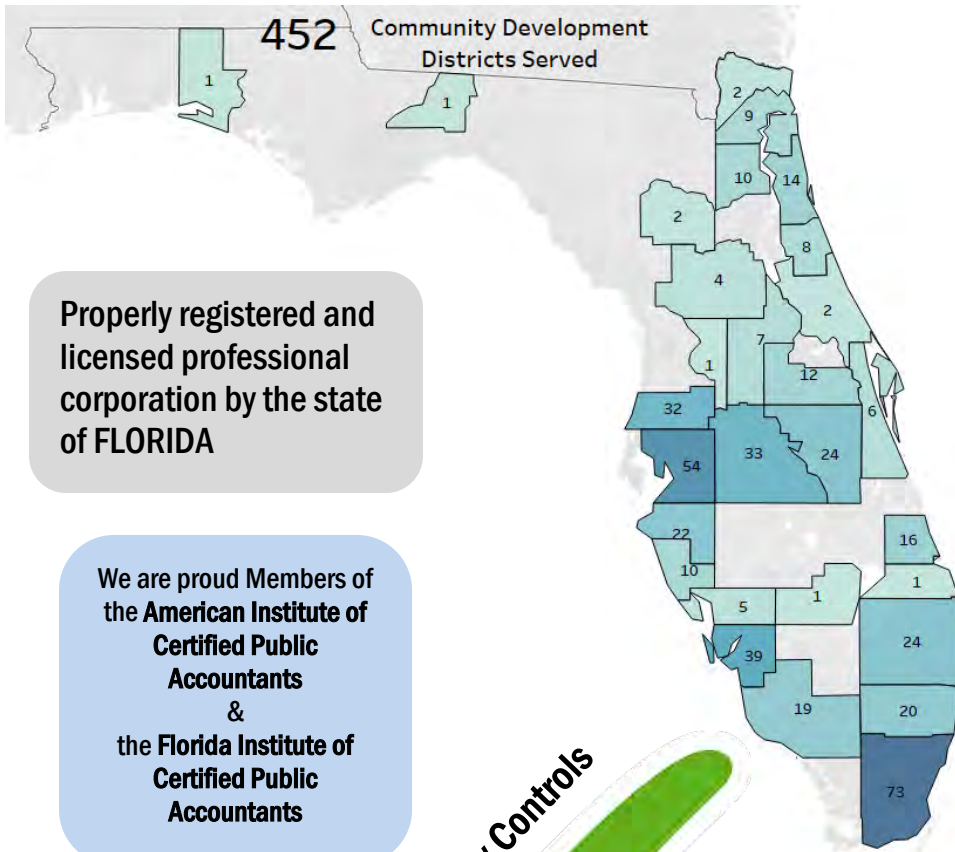 452
Community Development
Districts Served
1
1
2
9
10
14
2
8
4
2
7
1
12
32
6
33
24
54
22
16
10
1
1
5
24
39
19
20
73
Properly registered and
licensed professional
corporation by the state
of FLORIDA
We are proud Members of
the American Institute of
Certified Public
Accountants
&
the Florida Institute of
Certified Public
Accountants
Controls